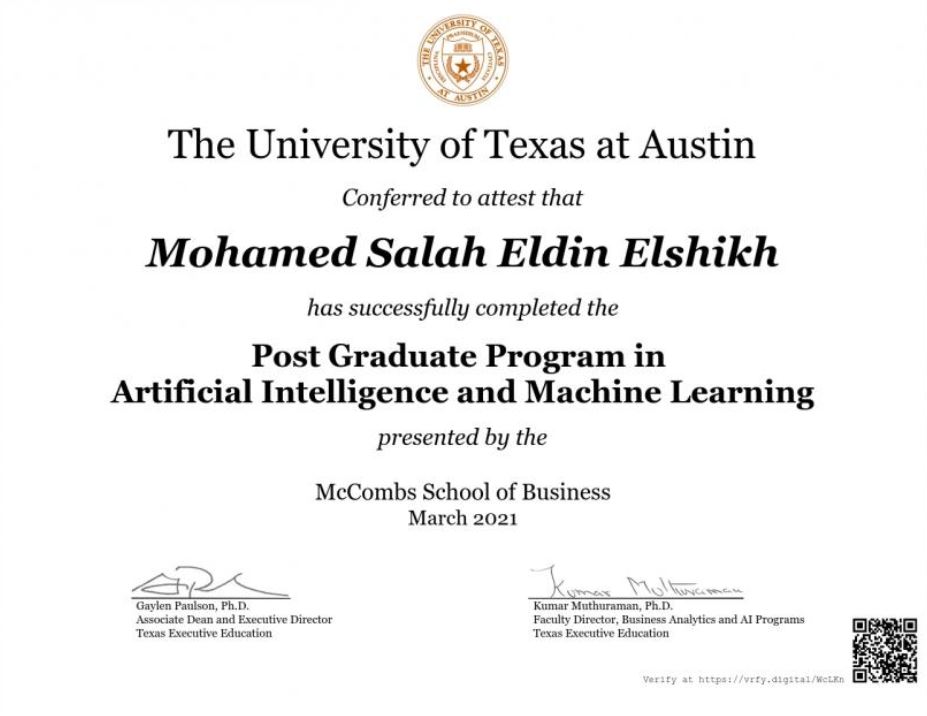 THE UNIVERSITY OF TEXAS
AT AUSTIN
PRAESIDIUM
DISCIPLINA
CIVITATIS
The University of Texas at Austin
Conferred to attest that
Mohamed Salah Eldin Elshikh
has successfully completed the
Post Graduate Program in
Artificial Intelligence and Machine Learning
presented by the
McCombs School of Business
March 2021
Kumar Muthuraman
Gaylen Paulson, Ph.D.
Associate Dean and Executive Director
Texas Executive Education
Kumar Muthuraman, Ph.D.
Faculty Director, Business Analytics and AI Programs
Texas Executive Education
Verify at https://vrfy.digital/WcLKn